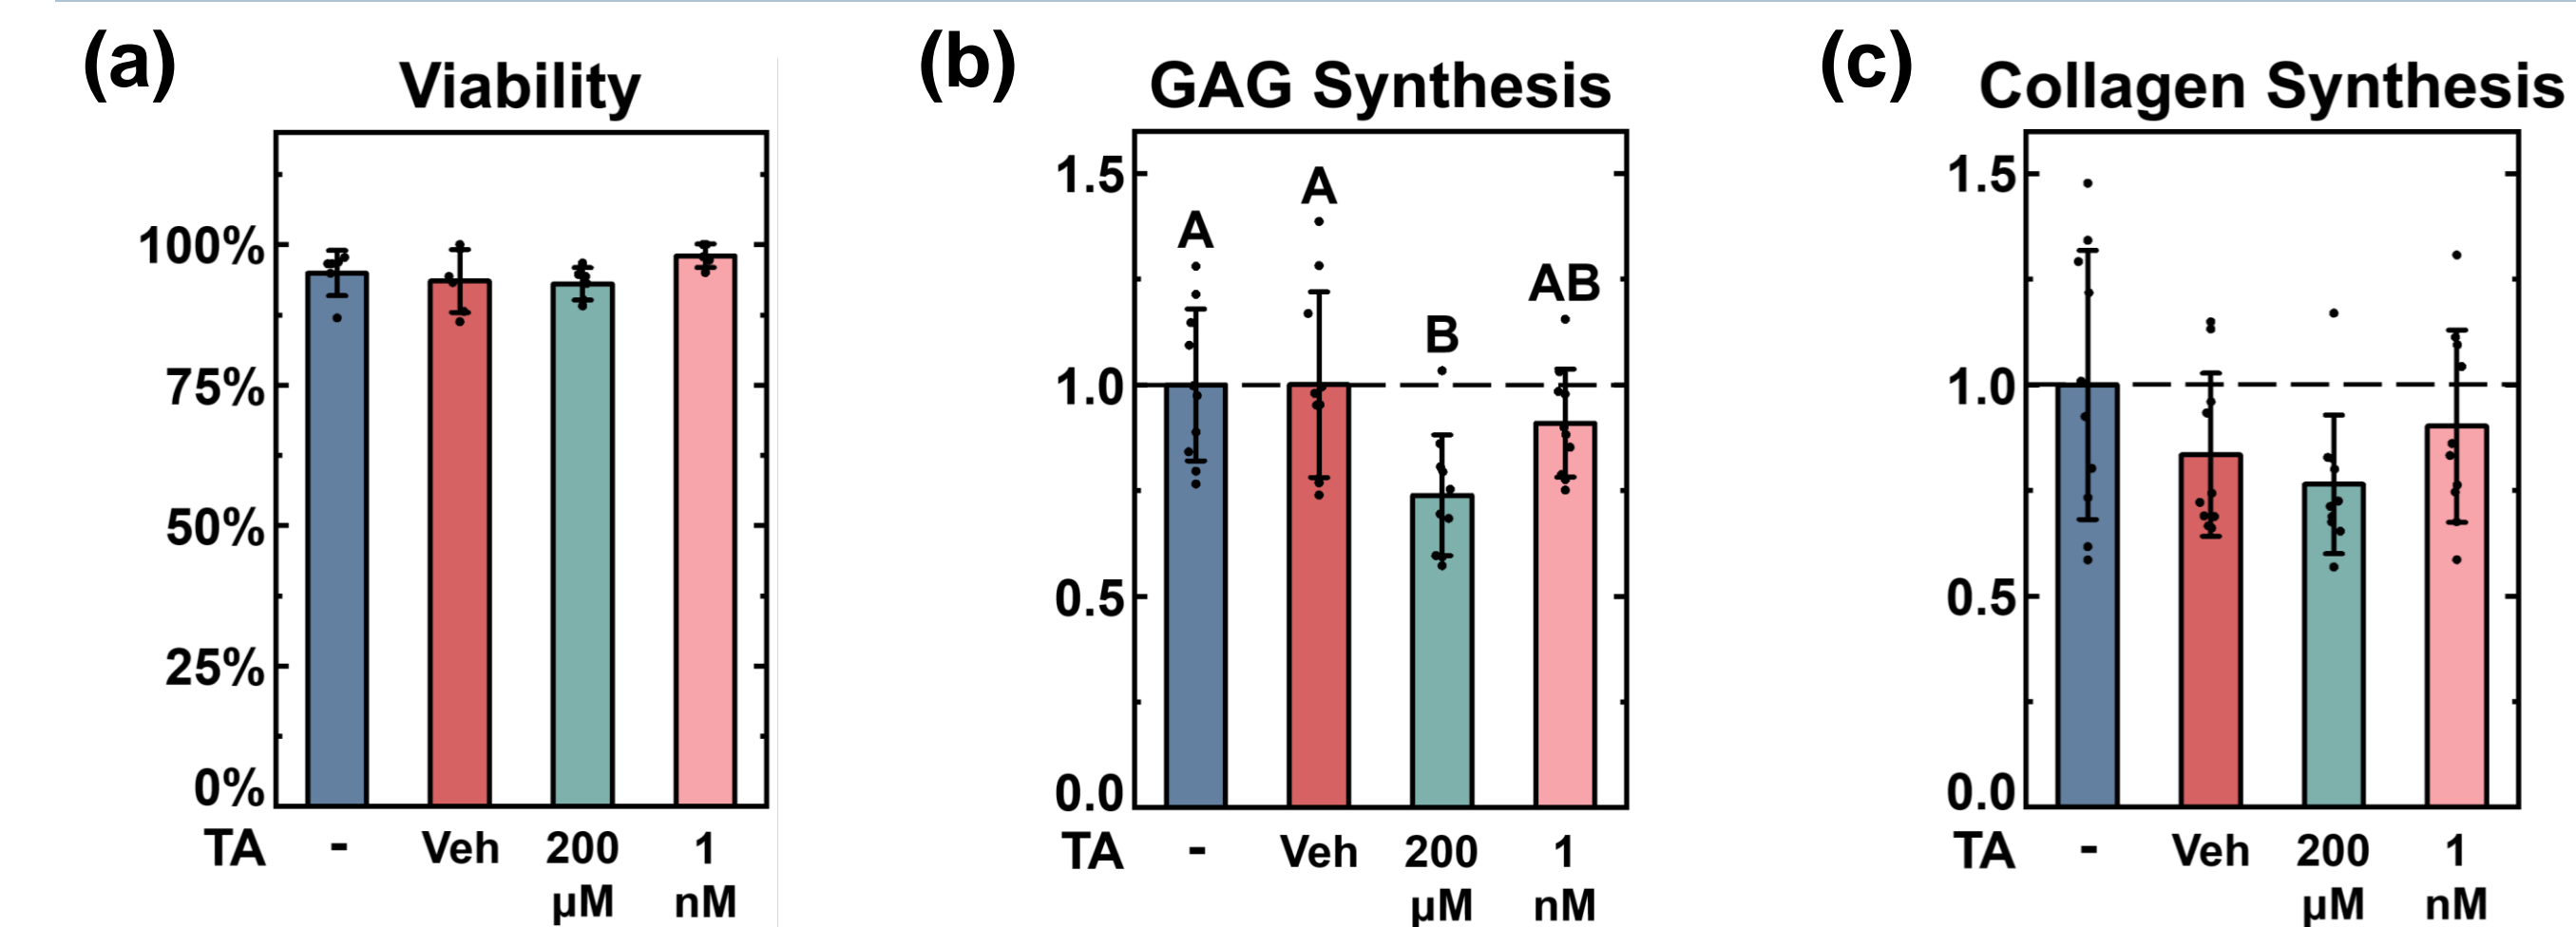 (a)
Viability
100%
75%
50%
25%
0%
TA - Veh 200 µM 1 nM
(b)
GAG Synthesis
1.5
1.0
0.5
0.0
A
A
B
AB
TA - Veh 200 µM 1 nM
(c)
Collagen Synthesis
1.5
1.0
0.5
0.0
TA - Veh 200 µM 1 nM